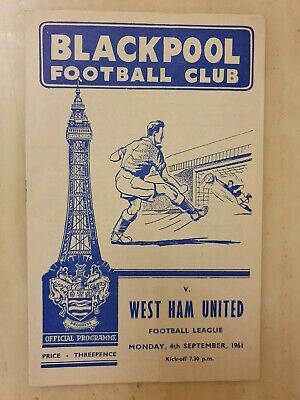 BLACKPOOL
FOOTBALL CLUB
V.
WEST HAM UNITED
FOOTBALL LEAGUE
MONDAY, 4th SEPTEMBER, 1961
Kick-off 7.30 p.m.
OFFICIAL PROGRAMME
PRICE - THREEPENCE